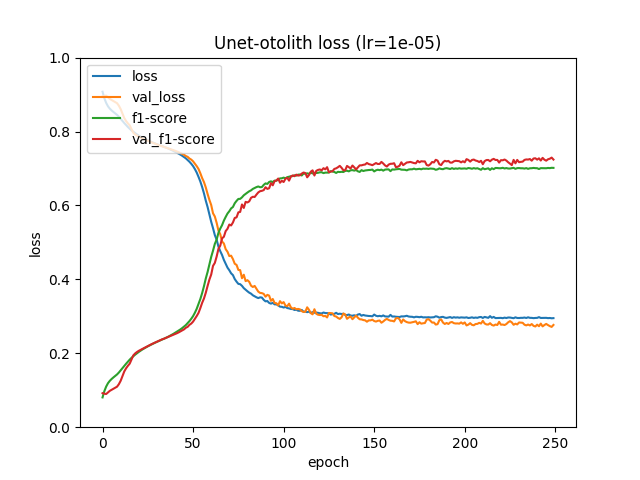 Unet-otolith loss (lr=1e-05)
loss
val_loss
f1-score
val_f1-score
1.0
0.8
0.6
0.4
0.2
0.0
loss
0 50 100 150 200 250
epoch